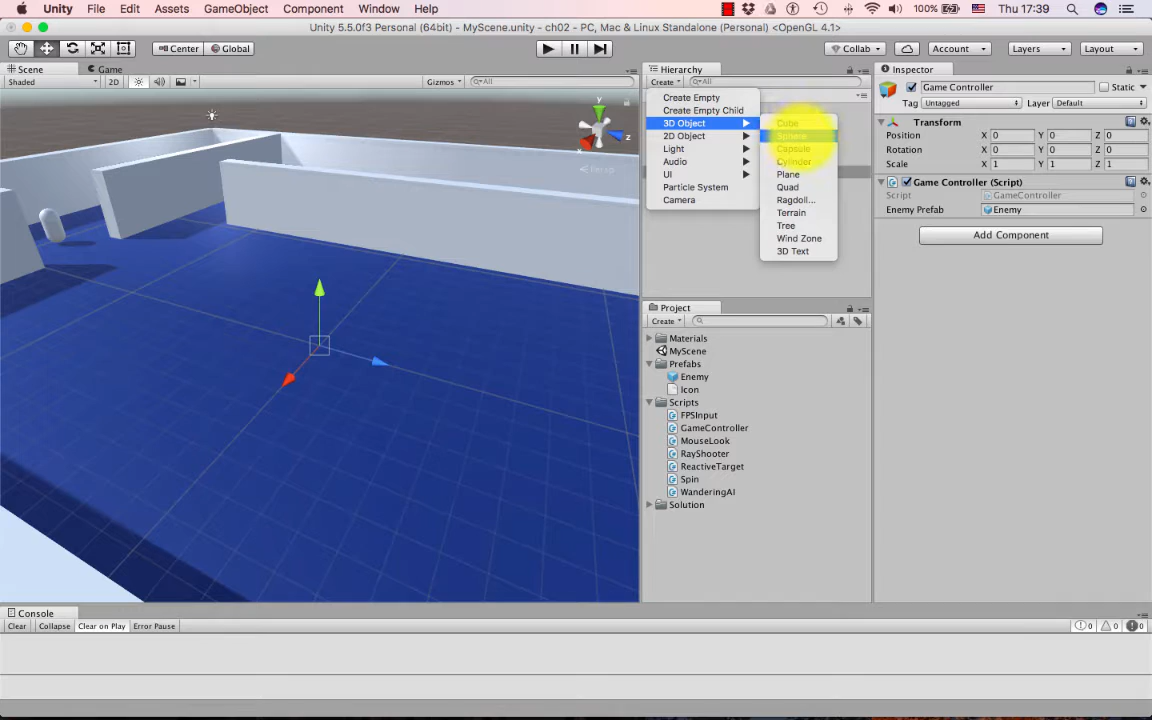 Unity File Edit Assets GameObject Component Window Help 100% Thu 17:39
Unity 5.5.0f3 Personal (64bit) - MyScene.unity - ch02 - PC, Mac & Linux Standalone (Personal) <OpenGL 4.1>
Center Global Collab Account Layers Layout
Scene Game
Shaded 2D Gizmos All
y
z
x
Persp
Hierarchy
Create All
Create Empty
Create Empty Child
3D Object
2D Object
Light
Audio
UI
Particle System
Camera
Cube
Sphere
Capsule
Cylinder
Plane
Quad
Ragdoll...
Terrain
Tree
Wind Zone
3D Text
Project
Create
Materials
MyScene
Prefabs
Enemy
Icon
Scripts
FPSInput
GameController
MouseLook
RayShooter
ReactiveTarget
Spin
WanderingAI
Solution
Inspector
Game Controller Static
Tag Untagged Layer Default
Transform
Position X 0 Y 0 Z 0
Rotation X 0 Y 0 Z 0
Scale X 1 Y 1 Z 1
Game Controller (Script)
Script GameController
Enemy Prefab Enemy
Add Component
Console
Clear Collapse Clear on Play Error Pause 0 0 0